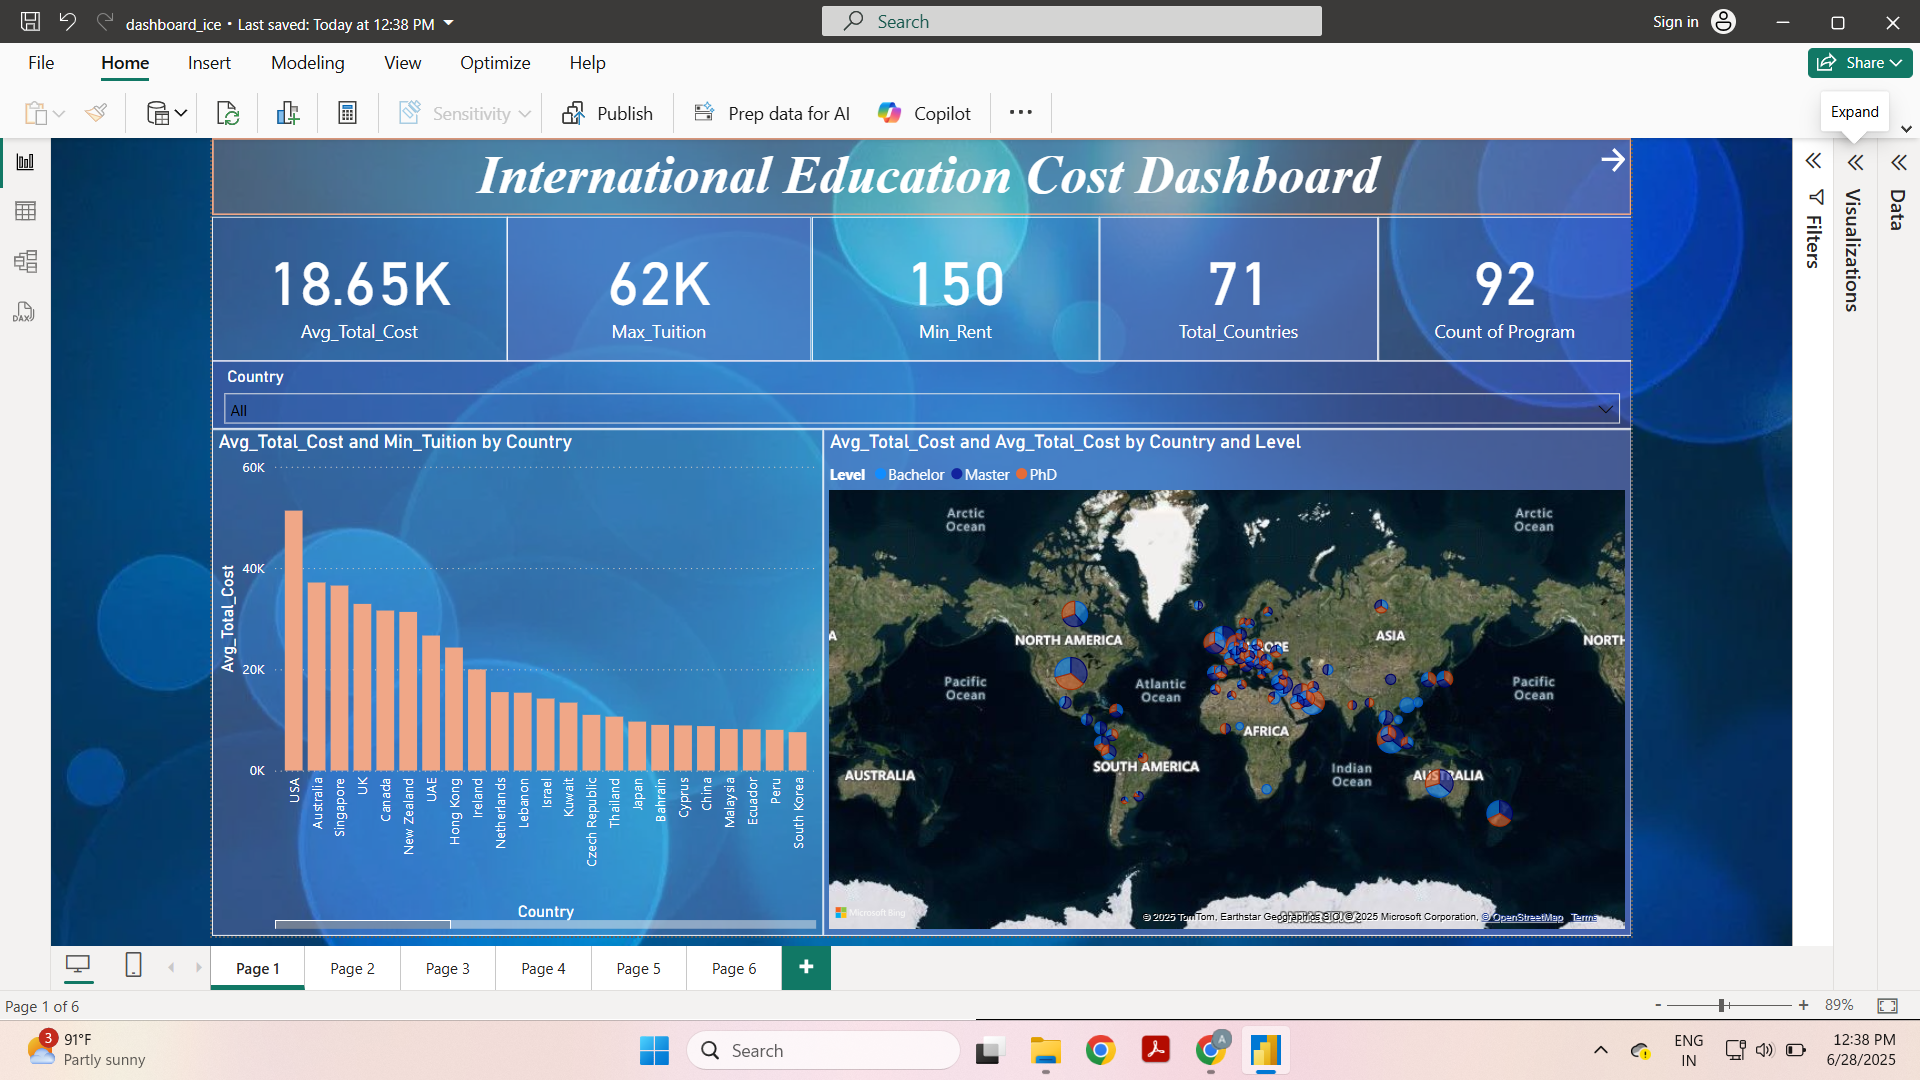 dashboard_ice • Last saved: Today at 12:38 PM
Search
Sign in
File Home Insert Modeling View Optimize Help
Share
Sensitivity
Publish
Prep data for AI
Copilot
Expand
International Education Cost Dashboard
18.65K
Avg_Total_Cost
62K
Max_Tuition
150
Min_Rent
71
Total_Countries
92
Count of Program
Filters
Visualizations
Data
DAX
Country
All
Avg_Total_Cost and Min_Tuition by Country
60K
40K
20K
0K
Avg_Total_Cost
USA
Australia
Singapore
UK
Canada
New Zealand
UAE
Hong Kong
Ireland
Netherlands
Lebanon
Israel
Kuwait
Czech Republic
Thailand
Japan
Bahrain
Cyprus
China
Malaysia
Ecuador
Peru
South Korea
Country
Avg_Total_Cost and Avg_Total_Cost by Country and Level
Level Bachelor Master PhD
Arctic
Ocean
Arctic
Ocean
NORTH AMERICA
ASIA
NORTH
Pacific
Ocean
Atlantic
Ocean
Pacific
Ocean
AFRICA
SOUTH AMERICA
AUSTRALIA
Indian
Ocean
AUSTRALIA
Microsoft Bing
© 2025 TomTom, Earthstar Geographics SIO, © 2025 Microsoft Corporation, © OpenStreetMap Terms
Page 1 Page 2 Page 3 Page 4 Page 5 Page 6 +
Page 1 of 6
- + 89%
3
91°F
Partly sunny
Search
A
ENG
IN
12:38 PM
6/28/2025